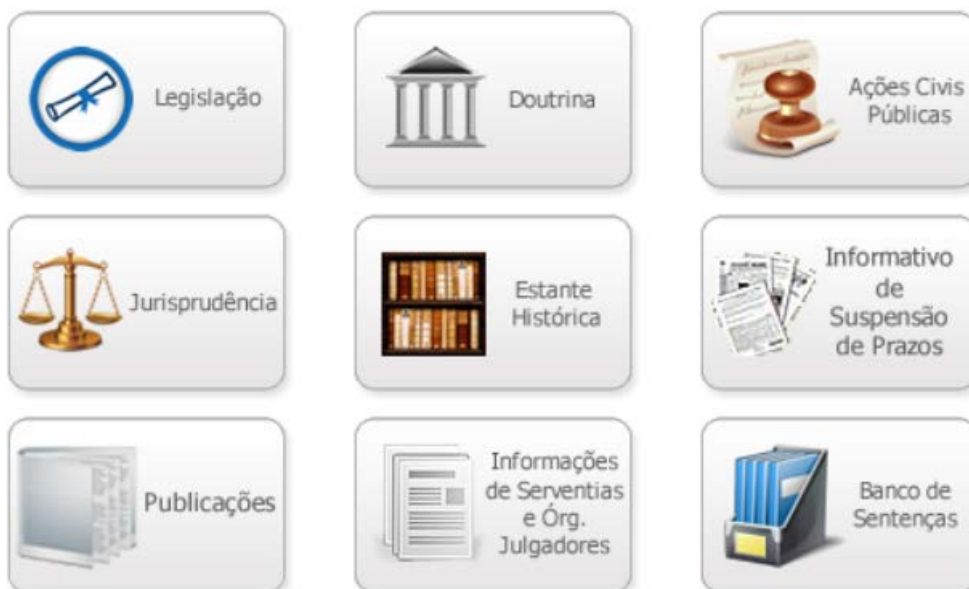 Legislação
Doutrina
Ações Civis
Públicas
Jurisprudência
Estante
Histórica
Informativo
de
Suspensão
de Prazos
Publicações
Informações
de Serventias
e Órg.
Julgadores
Banco de
Sentenças